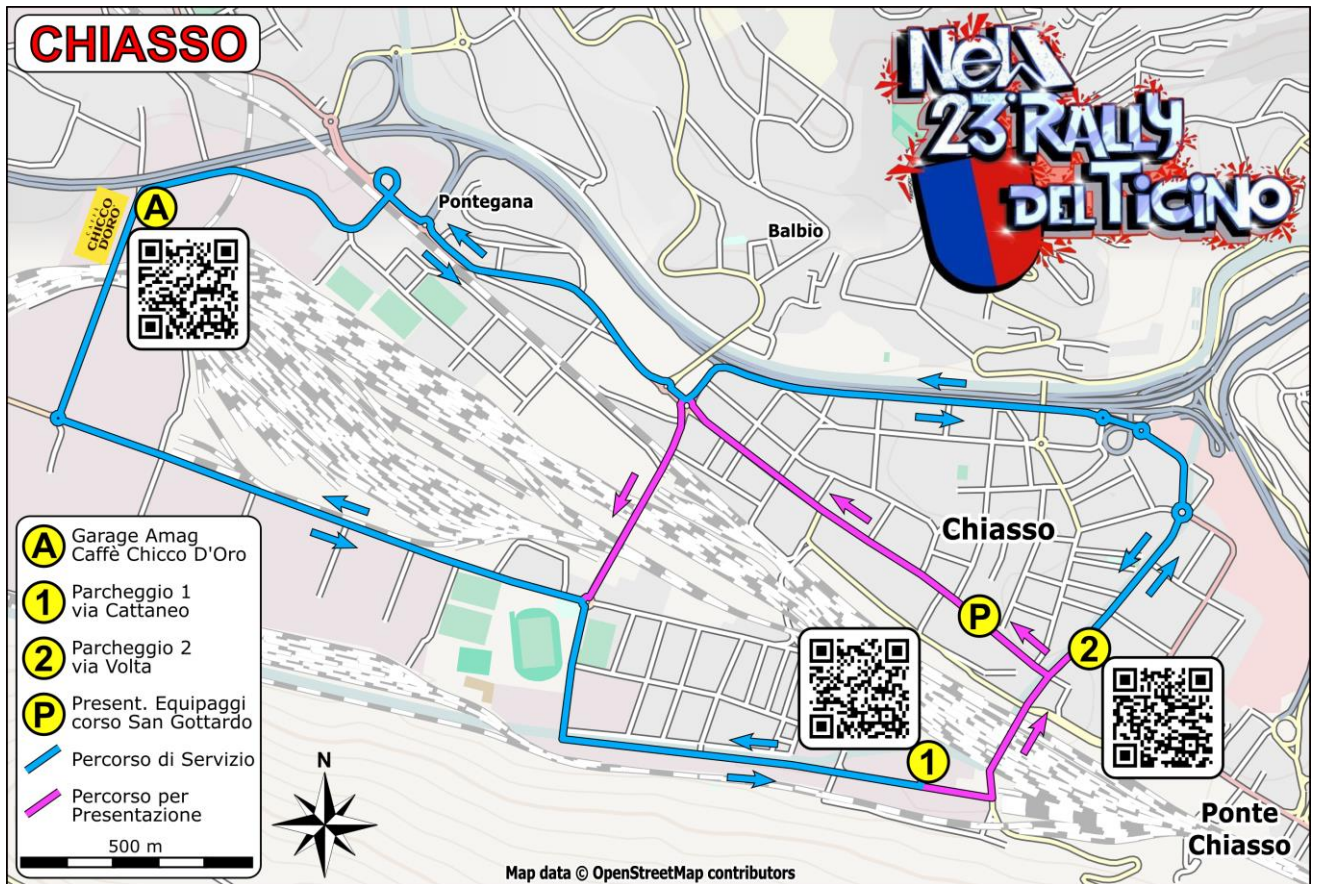 CHIASSO
NEW
23° RALLY
DEL TICINO
A
CAFFÈ
CHICCO
D'ORO
Pontegana
Balbio
Chiasso
P
2
1
Ponte
Chiasso
A Garage Amag
Caffè Chicco D'Oro
1 Parcheggio 1
via Cattaneo
2 Parcheggio 2
via Volta
P Present. Equipaggi
corso San Gottardo
Percorso di Servizio
Percorso per
Presentazione
500 m
N
Map data © OpenStreetMap contributors